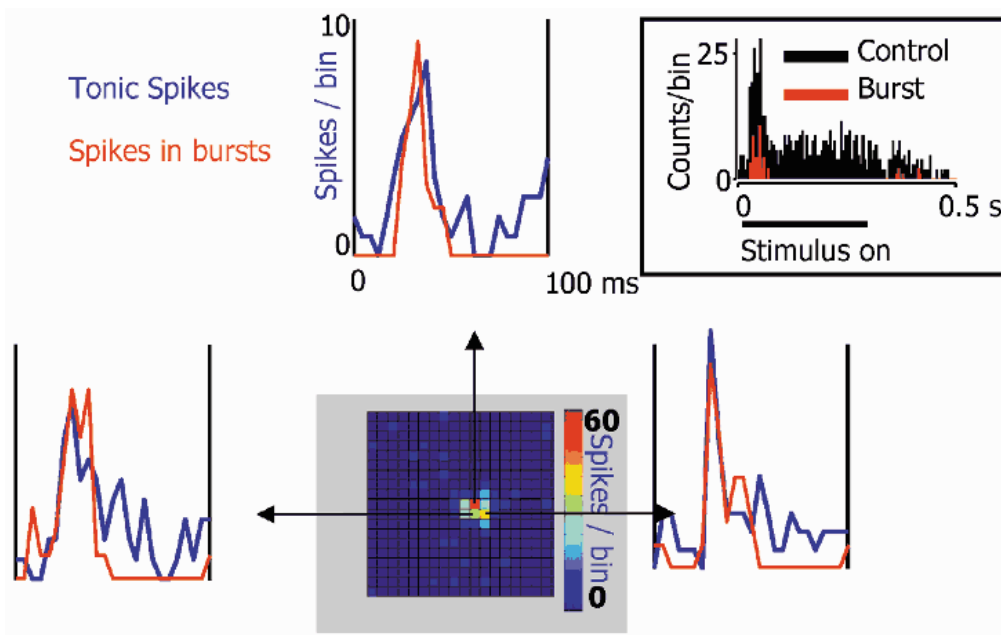 10
Spikes / bin
0
0
100 ms
Tonic Spikes
Spikes in bursts
25
Counts/bin
0
Control
Burst
0
0.5 s
Stimulus on
60
Spikes / bin
0